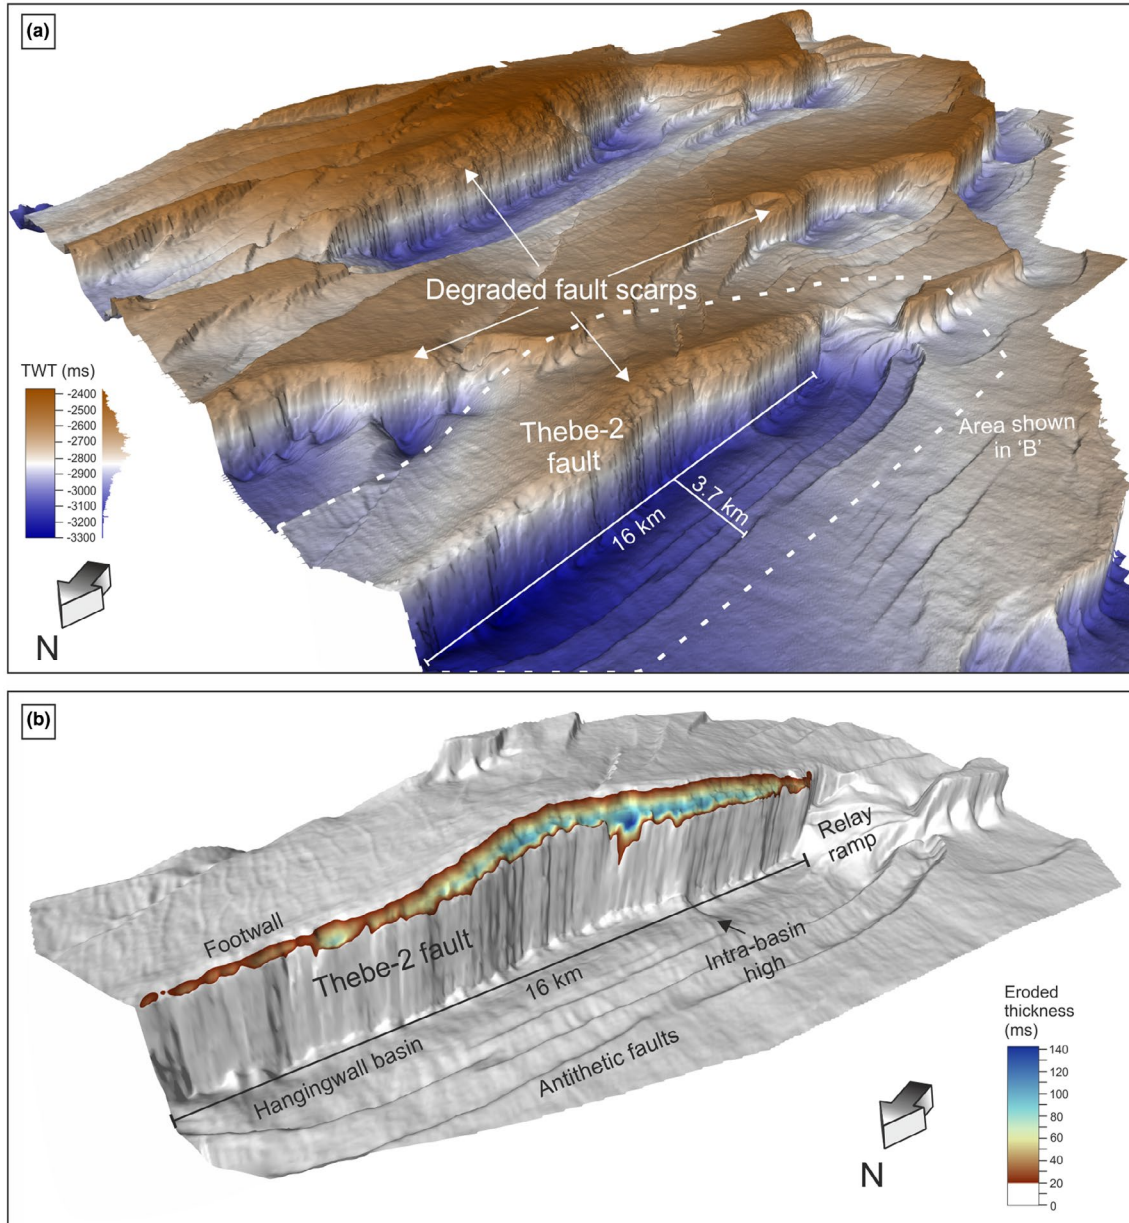 (a)
Degraded fault scarps
TWT (ms)
-2400
-2500
-2600
-2700
-2800
-2900
-3000
-3100
-3200
-3300
Thebe-2
fault
Area shown
in ‘B’
3.7 km
16 km
N
(b)
Relay
ramp
Footwall
Thebe-2 fault
Intra-basin
high
16 km
Hangingwall basin
Antithetic faults
Eroded
thickness
(ms)
140
120
100
80
60
40
20
0
N